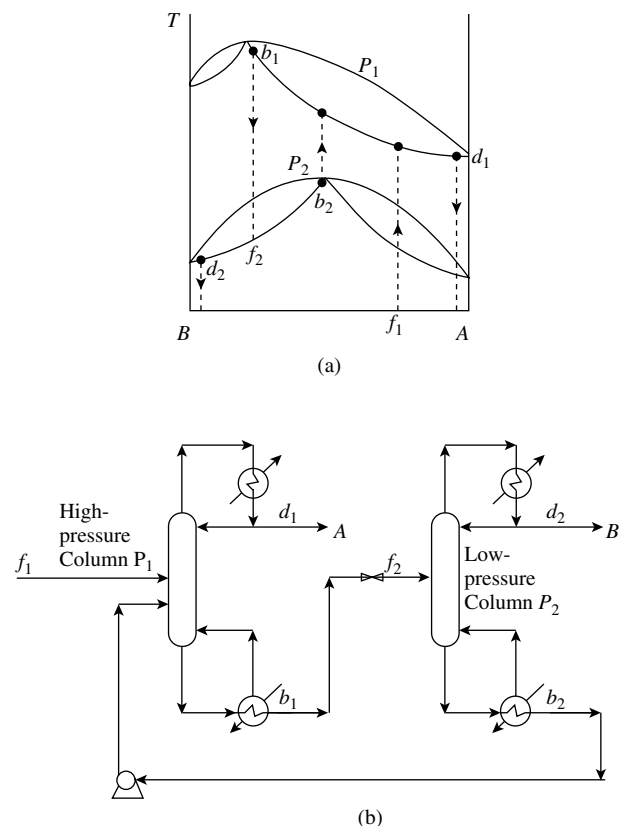 T
b₁
P₁
d₁
P₂
b₂
f₂
d₂
B
f₁
A
(a)
High-
pressure
Column P₁
f₁
d₁
A
b₁
f₂
Low-
pressure
Column P₂
d₂
B
b₂
(b)